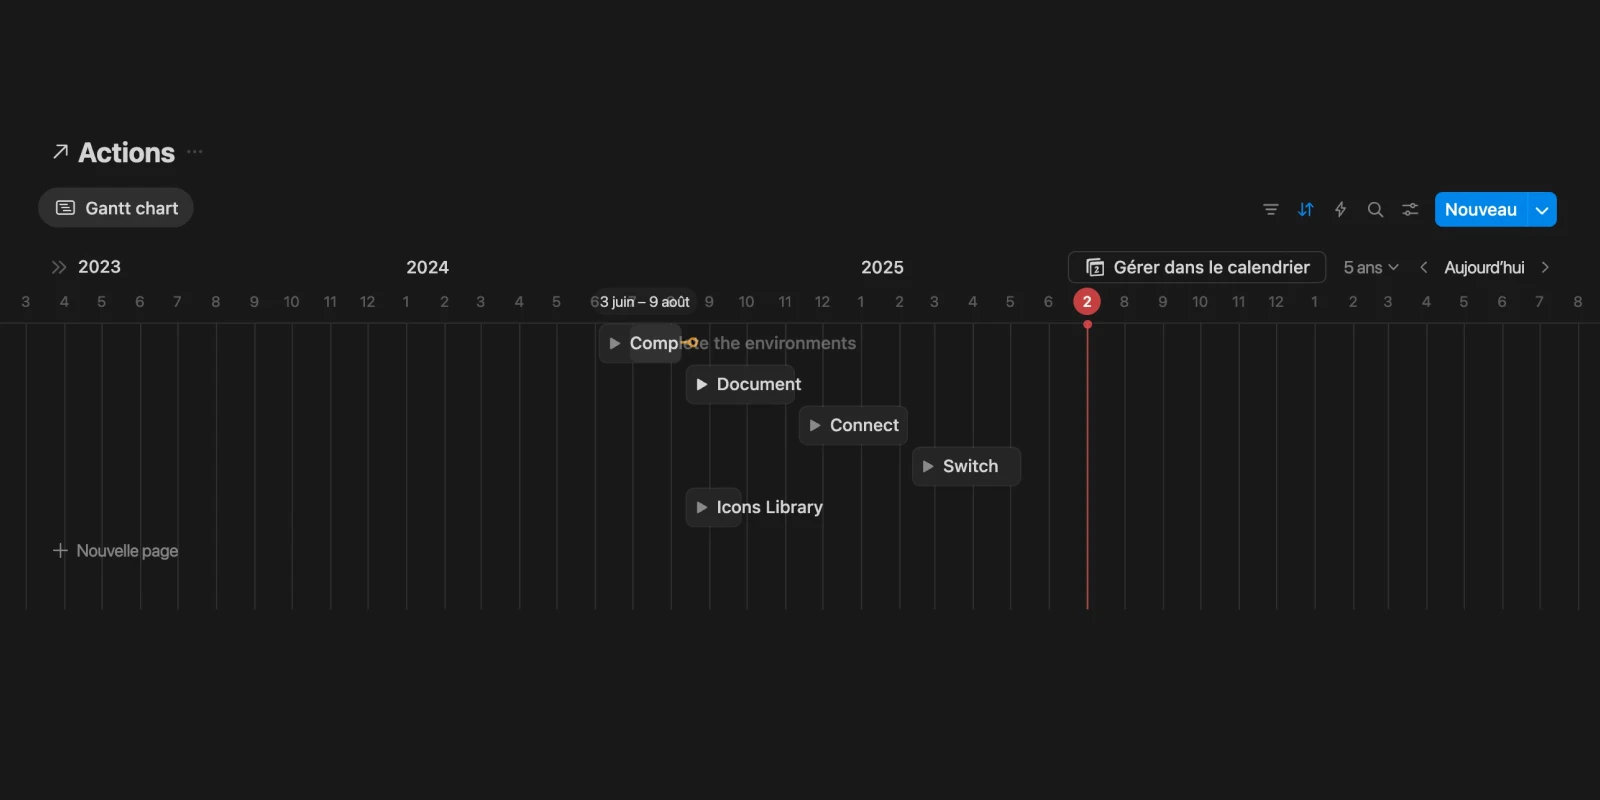 Actions
Gantt chart
Nouveau
2023 2024 2025 Gérer dans le calendrier 5 ans Aujourd'hui
3 4 5 6 7 8 9 10 11 12 1 2 3 4 5 6 3 juin – 9 août 9 10 11 12 1 2 3 4 5 6 2 8 9 10 11 12 1 2 3 4 5 6 7 8
Complete the environments
Document
Connect
Switch
Icons Library
Nouvelle page